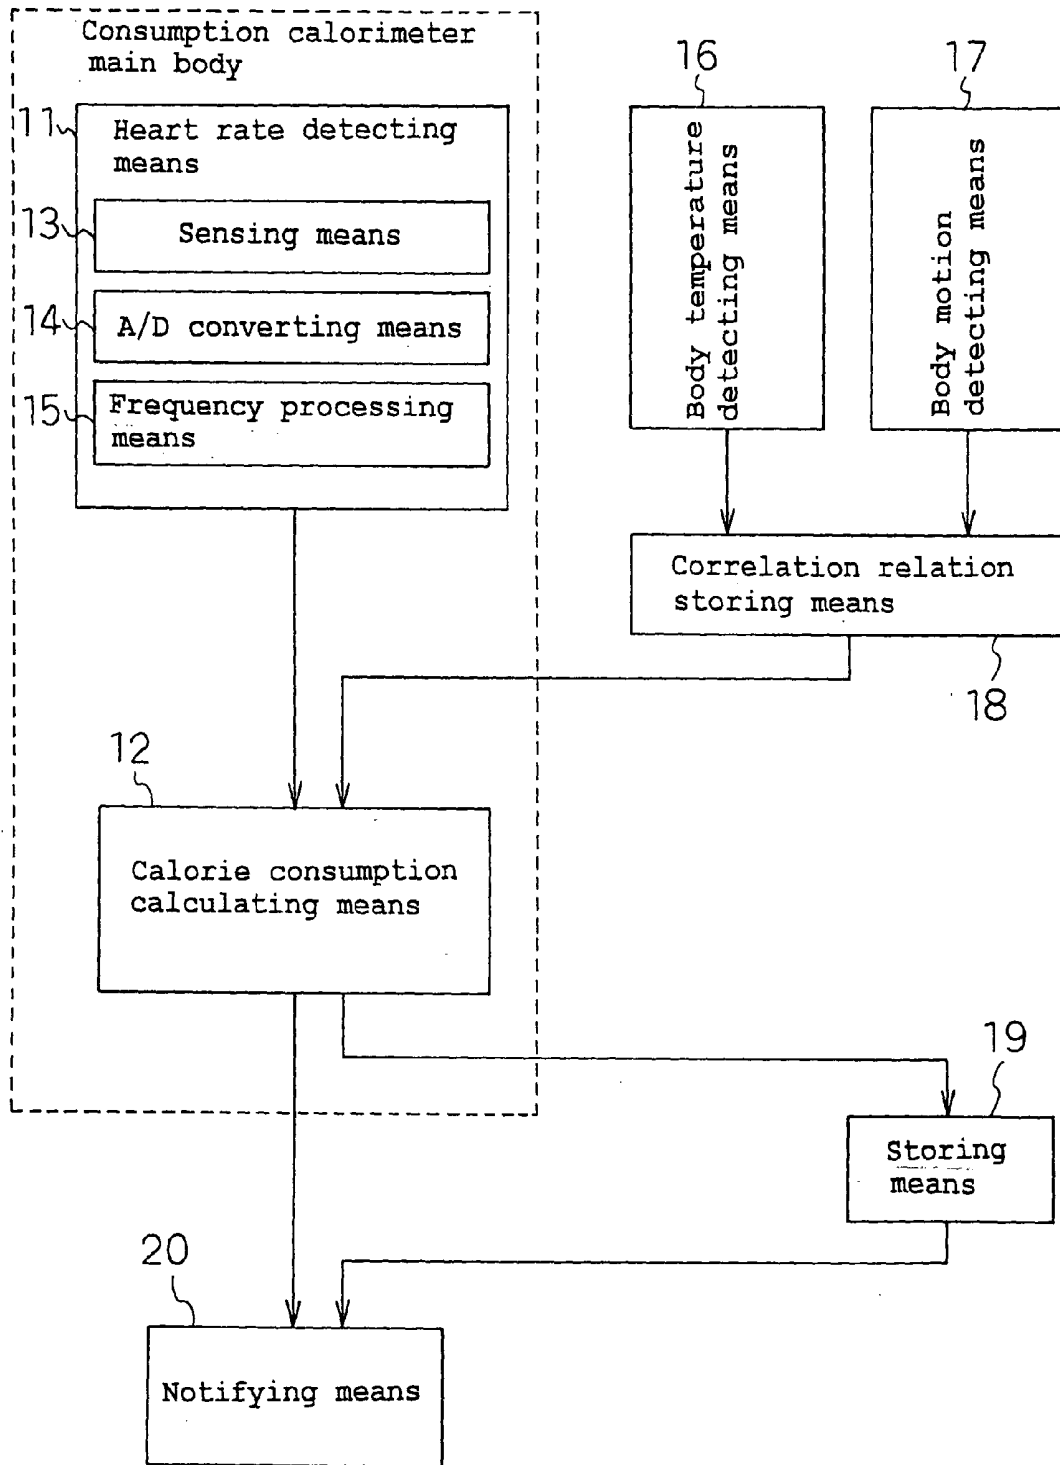 Consumption calorimeter
main body
11
Heart rate detecting
means
13
Sensing means
14
A/D converting means
15
Frequency processing
means
16
Body temperature
detecting means
17
Body motion
detecting means
Correlation relation
storing means
18
12
Calorie consumption
calculating means
19
Storing
means
20
Notifying means